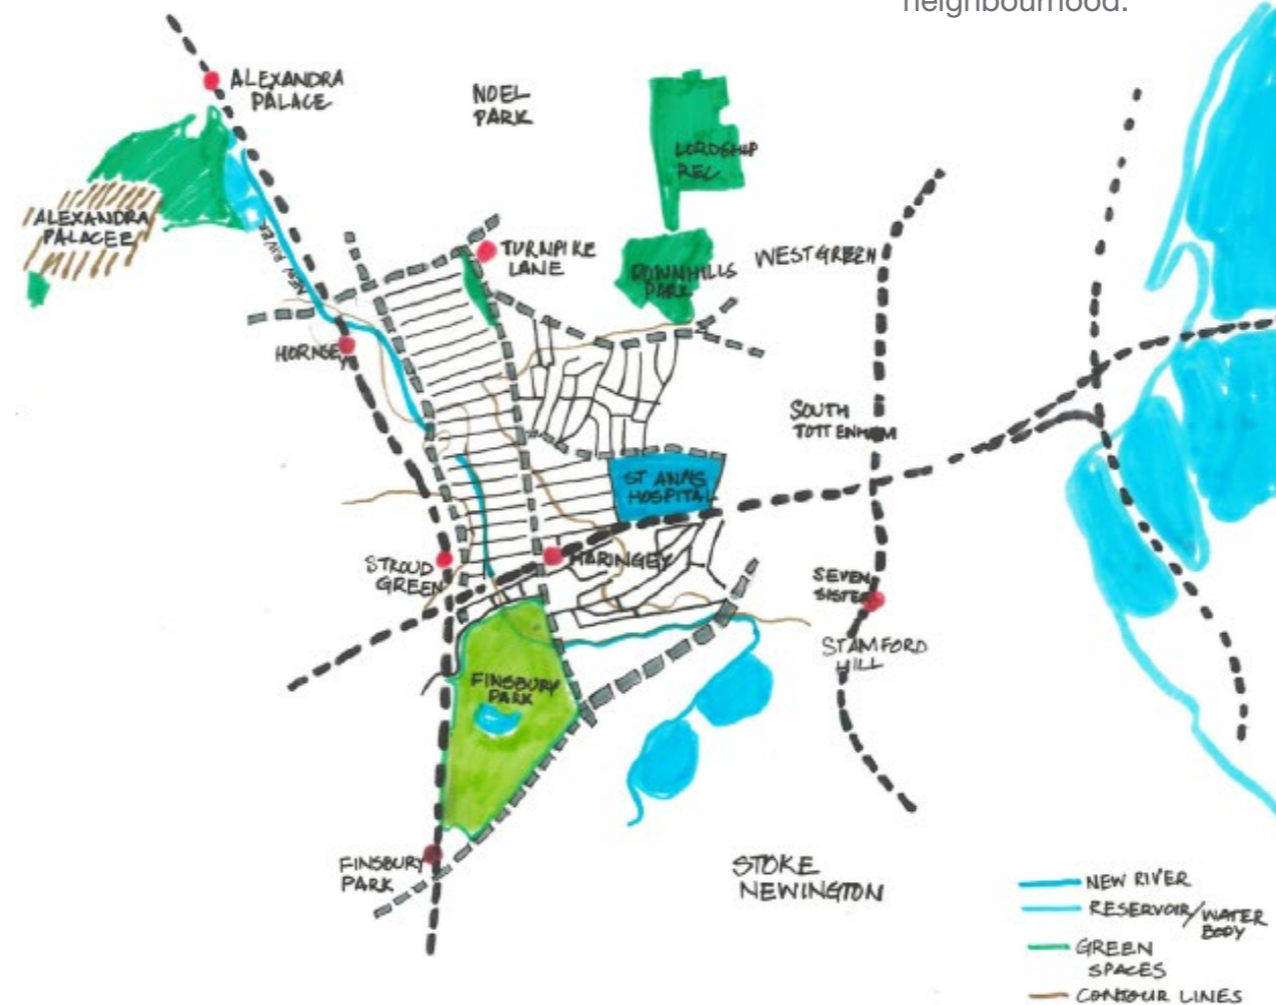 neighbourhood.
ALEXANDRA
PALACE
NOEL
PARK
LORDSHIP
REC
ALEXANDRA
PALACEE
NEW RIVER
TURNPIKE
LANE
DOWNHILLS
PARK
WEST GREEN
HORNSEY
SOUTH
TOTTENHAM
ST ANNS
HOSPITAL
STROUD
GREEN
HARINGEY
SEVEN
SISTER
STAMFORD
HILL
FINSBURY
PARK
FINSBURY
PARK
STOKE
NEWINGTON
NEW RIVER
RESERVOIR/WATER
BODY
GREEN
SPACES
CONTOUR LINES